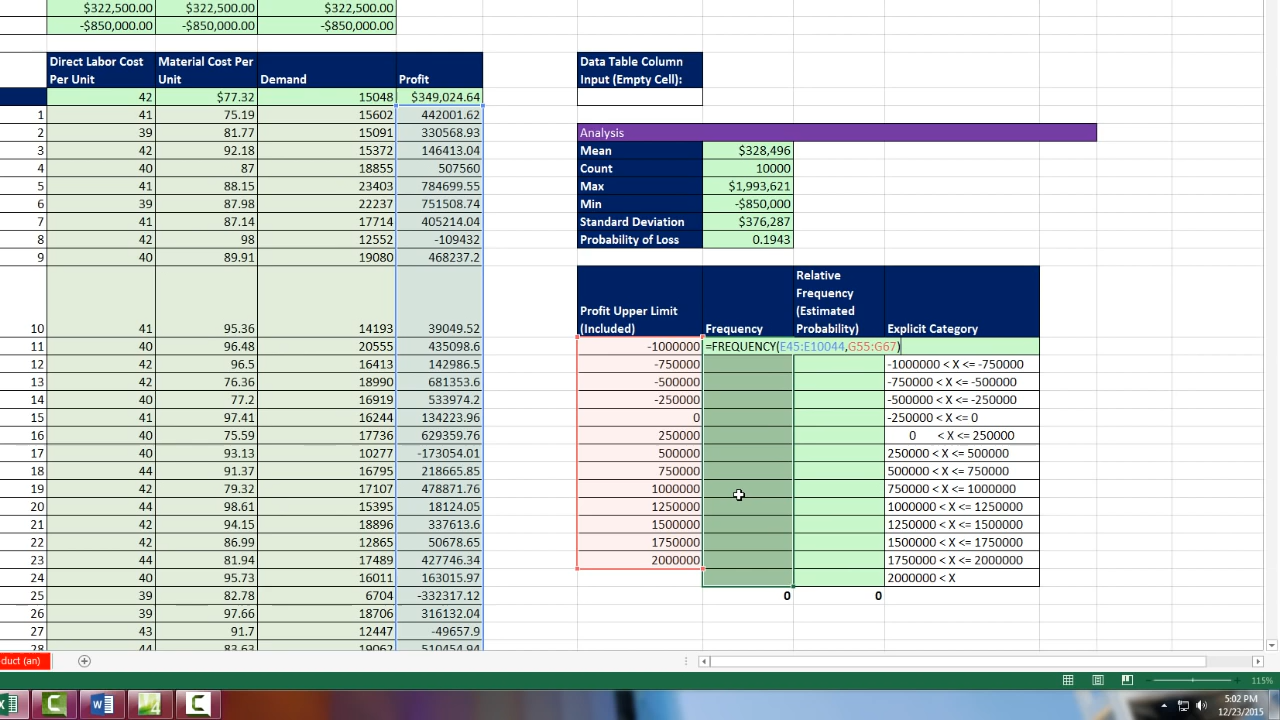 $322,500.00 $322,500.00 $322,500.00
-$850,000.00 -$850,000.00 -$850,000.00
Direct Labor Cost Per Unit Material Cost Per Unit Demand Profit
42 $77.32 15048 $349,024.64
1 41 75.19 15602 442001.62
2 39 81.77 15091 330568.93
3 42 92.18 15372 146413.04
4 40 87 18855 507560
5 41 88.15 23403 784699.55
6 39 87.98 22237 751508.74
7 41 87.14 17714 405214.04
8 42 98 12552 -109432
9 40 89.91 19080 468237.2
10 41 95.36 14193 39049.52
11 40 96.48 20555 435098.6
12 42 96.5 16413 142986.5
13 42 76.36 18990 681353.6
14 40 77.2 16919 533974.2
15 41 97.41 16244 134223.96
16 40 75.59 17736 629359.76
17 40 93.13 10277 -173054.01
18 44 91.37 16795 218665.85
19 42 79.32 17107 478871.76
20 44 98.61 15395 18124.05
21 42 94.15 18896 337613.6
22 42 86.99 12865 50678.65
23 44 81.94 17489 427746.34
24 40 95.73 16011 163015.97
25 39 82.78 6704 -332317.12
26 39 97.66 18706 316132.04
27 43 91.7 12447 -49657.9
28 44 83.63 19062 510454.94
Data Table Column
Input (Empty Cell):
Analysis
Mean $328,496
Count 10000
Max $1,993,621
Min -$850,000
Standard Deviation $376,287
Probability of Loss 0.1943
Profit Upper Limit (Included) Frequency Relative Frequency (Estimated Probability) Explicit Category
-1000000 =FREQUENCY(E45:E10044,G55:G67)
-750000 -1000000 < X <= -750000
-500000 -750000 < X <= -500000
-250000 -500000 < X <= -250000
0 -250000 < X <= 0
250000 0 < X <= 250000
500000 250000 < X <= 500000
750000 500000 < X <= 750000
1000000 750000 < X <= 1000000
1250000 1000000 < X <= 1250000
1500000 1250000 < X <= 1500000
1750000 1500000 < X <= 1750000
2000000 1750000 < X <= 2000000
2000000 < X
0 0
duct (an)
115%
5:02 PM
12/23/2015